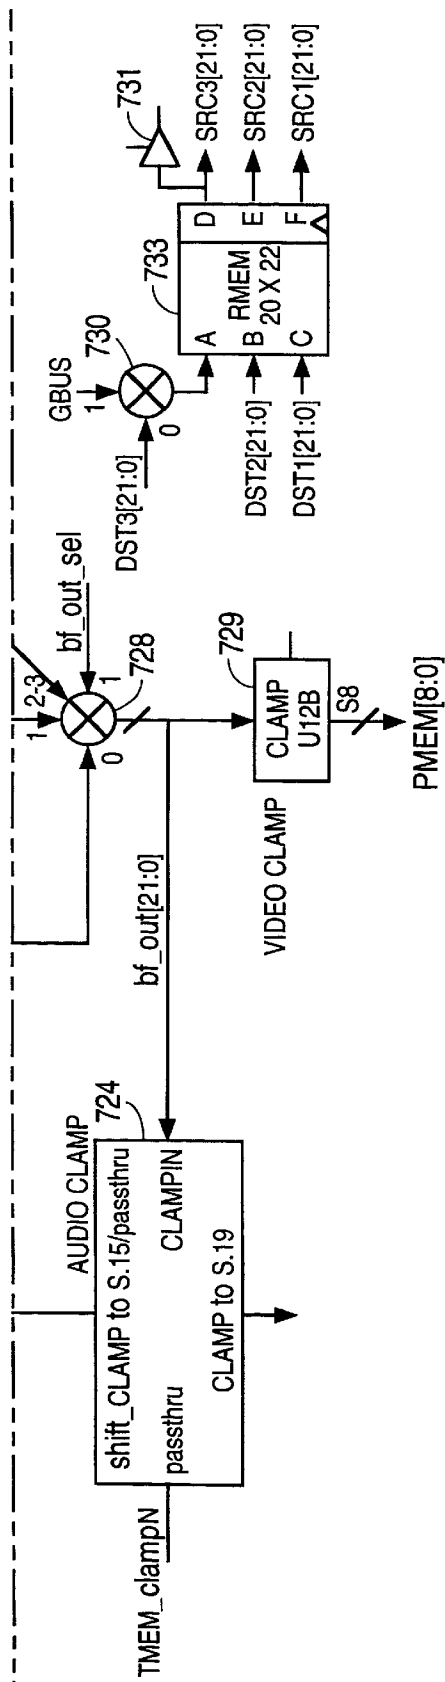 TMEM_clampN
AUDIO CLAMP
724
shift_CLAMP to S.15/passthru
passthru
CLAMPIN
CLAMP to S.19
bf_out[21:0]
1
2-3
bf_out_sel
1
0
728
729
CLAMP
U12B
VIDEO CLAMP
S8
PMEM[8:0]
GBUS
1
730
0
DST3[21:0]
DST2[21:0]
DST1[21:0]
733
A
B
C
RMEM
20 X 22
D
E
F
731
SRC3[21:0]
SRC2[21:0]
SRC1[21:0]